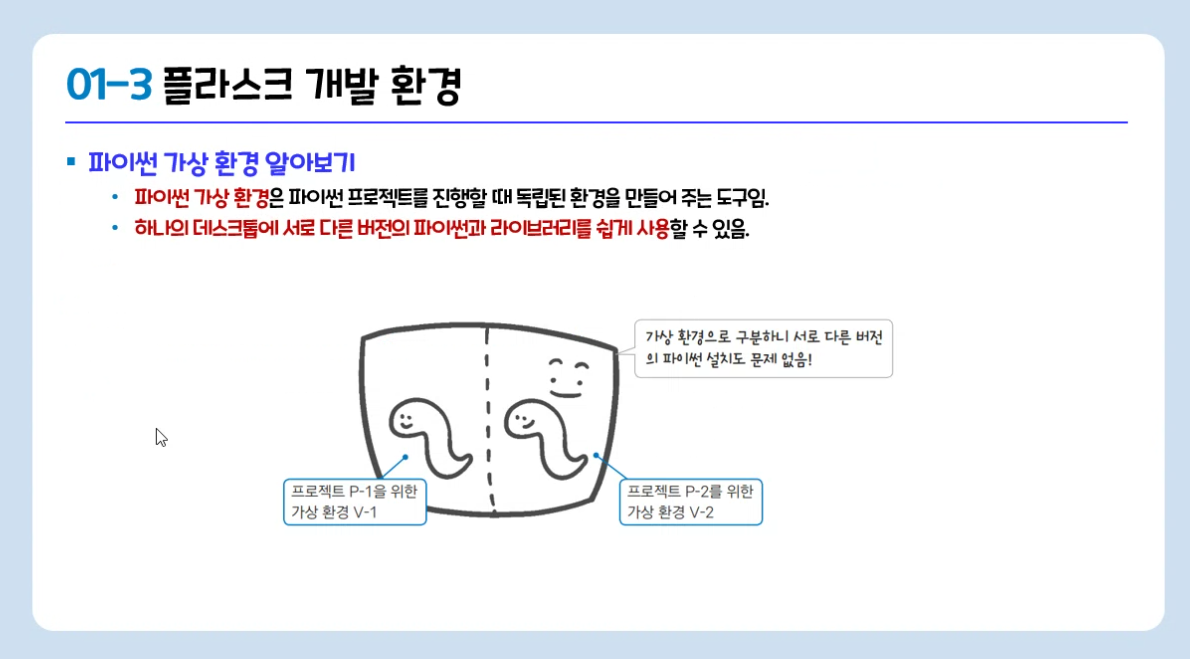 01-3 플라스크 개발 환경
파이썬 가상 환경 알아보기
파이썬 가상 환경은 파이썬 프로젝트를 진행할 때 독립된 환경을 만들어 주는 도구임.
하나의 데스크톱에 서로 다른 버전의 파이썬과 라이브러리를 쉽게 사용할 수 있음.
가상 환경으로 구분하니 서로 다른 버전
의 파이썬 설치도 문제 없음!
프로젝트 P-1을 위한
가상 환경 V-1
프로젝트 P-2를 위한
가상 환경 V-2